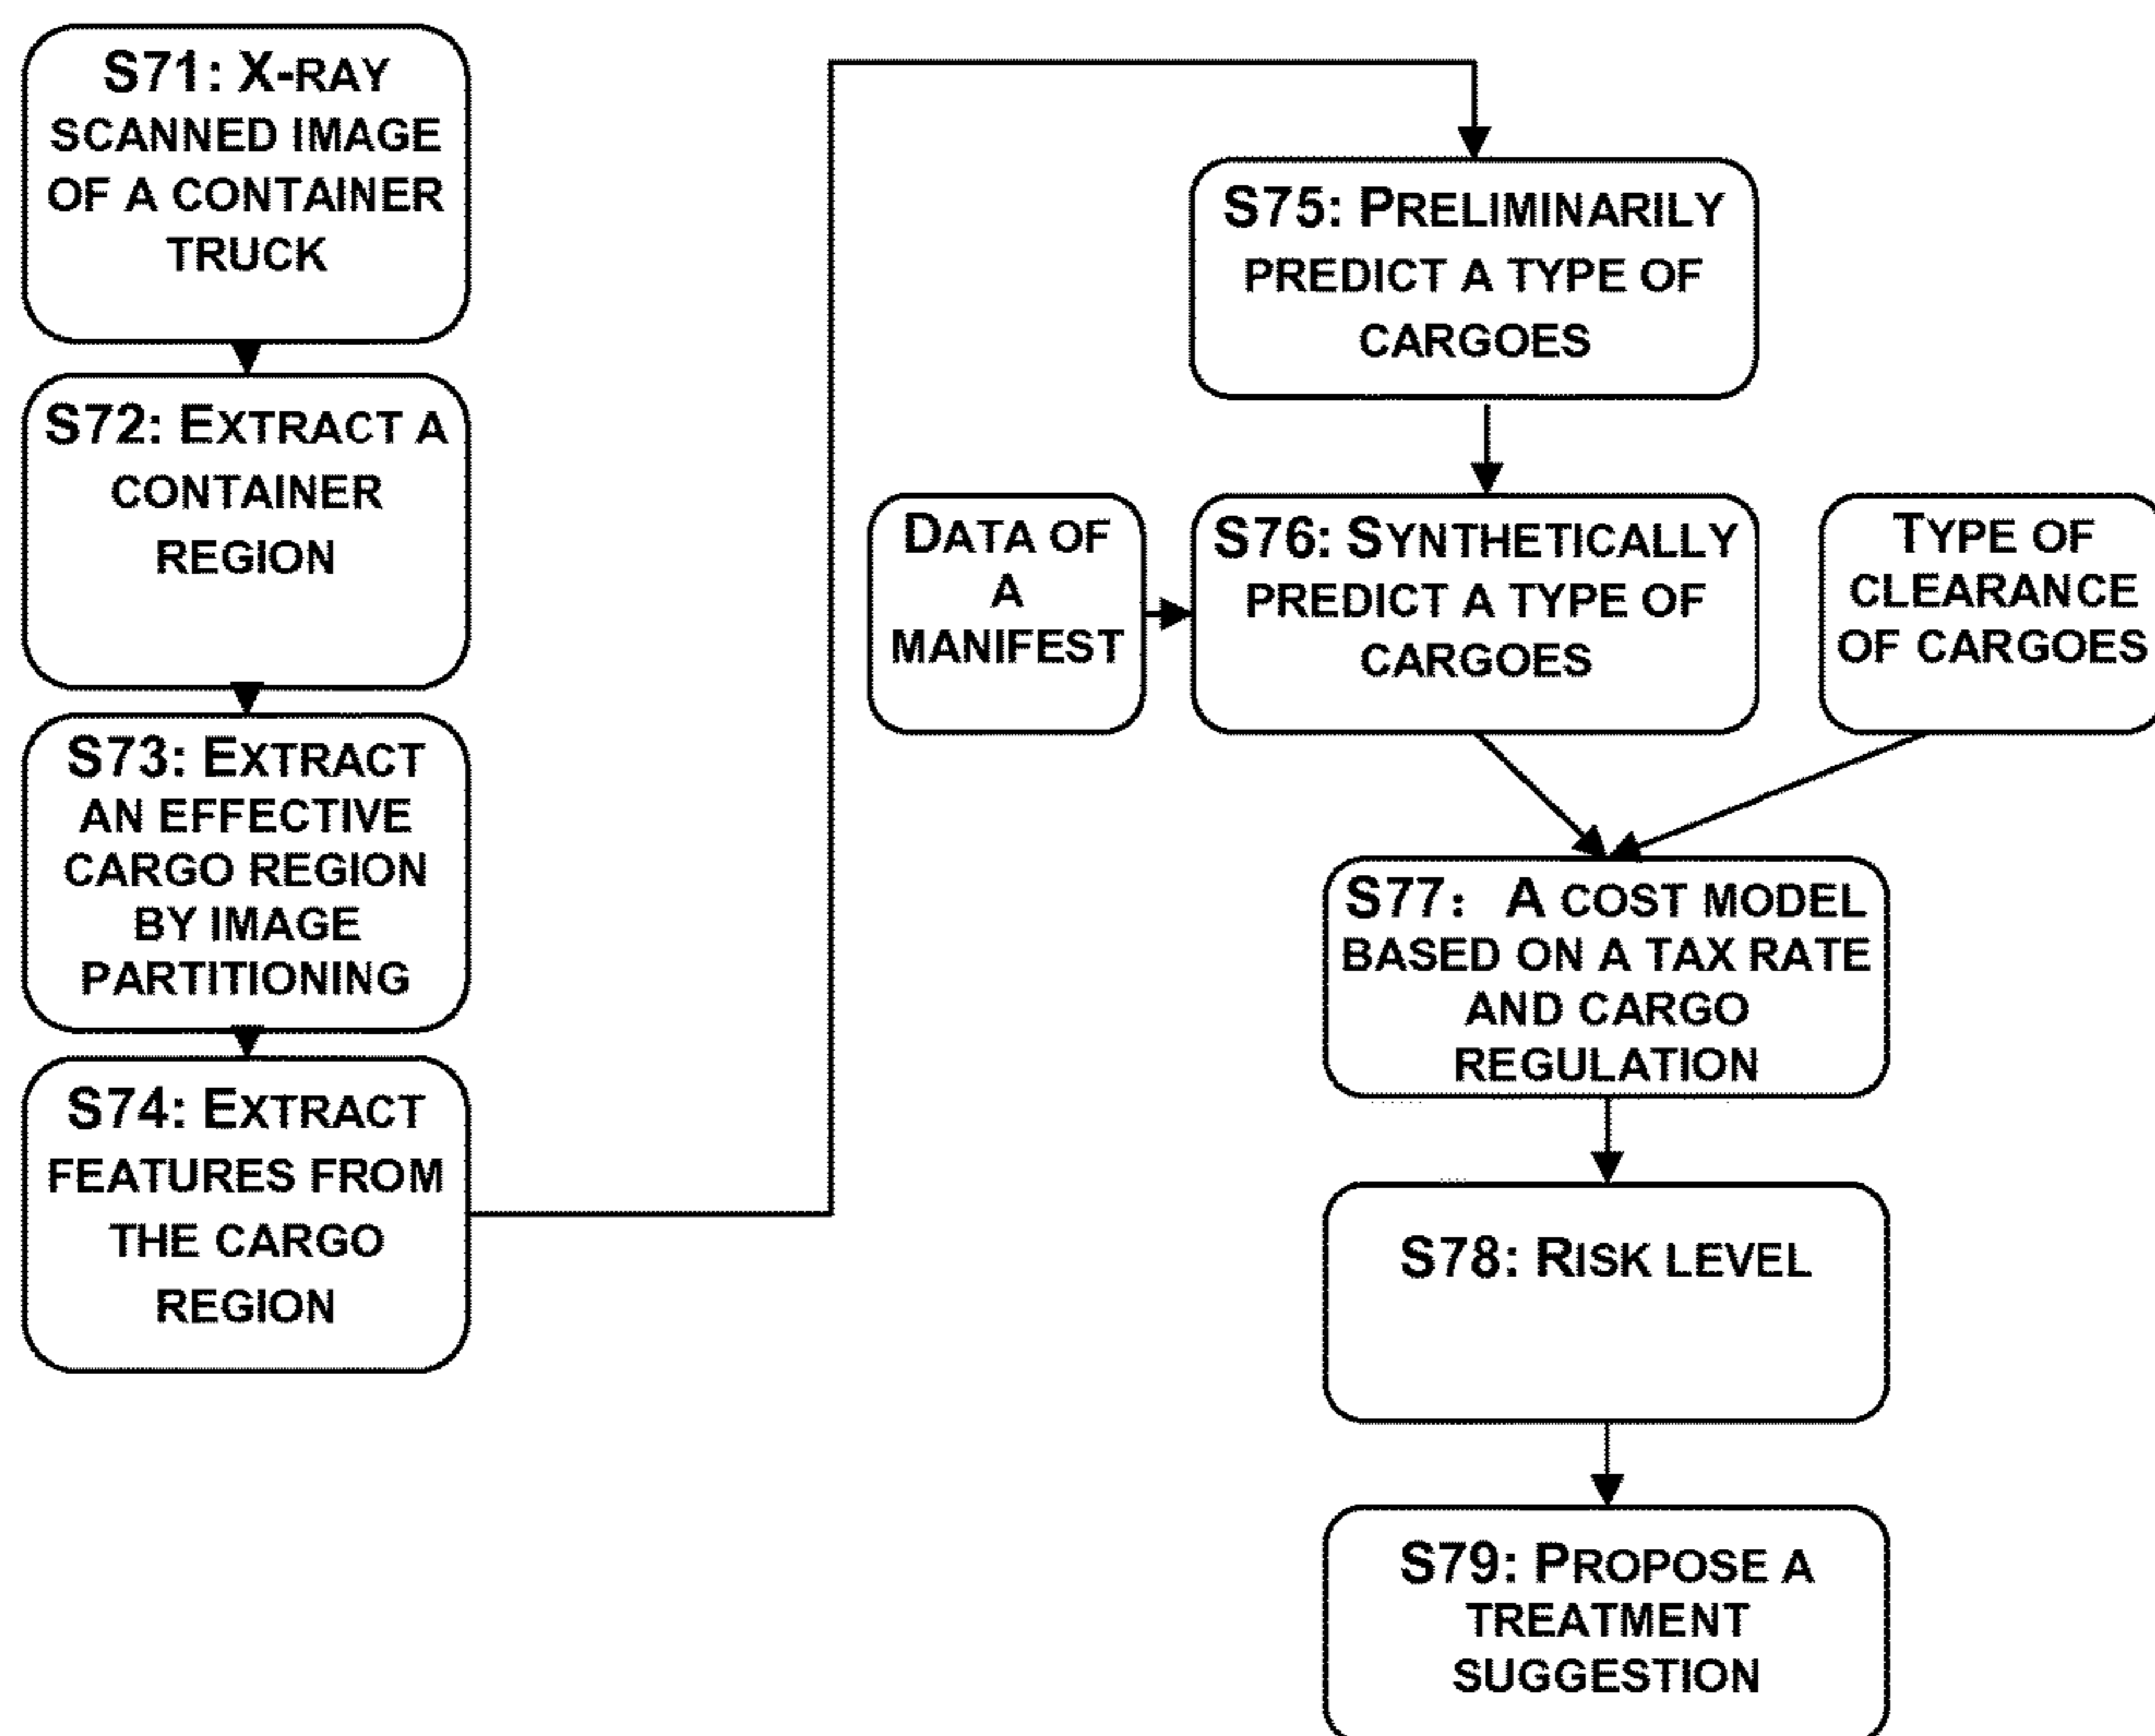 S71: X-RAY
SCANNED IMAGE
OF A CONTAINER
TRUCK
S72: EXTRACT A
CONTAINER
REGION
S73: EXTRACT
AN EFFECTIVE
CARGO REGION
BY IMAGE
PARTITIONING
S74: EXTRACT
FEATURES FROM
THE CARGO
REGION
S75: PRELIMINARILY
PREDICT A TYPE OF
CARGOES
DATA OF
A
MANIFEST
S76: SYNTHETICALLY
PREDICT A TYPE OF
CARGOES
TYPE OF
CLEARANCE
OF CARGOES
S77: A COST MODEL
BASED ON A TAX RATE
AND CARGO
REGULATION
S78: RISK LEVEL
S79: PROPOSE A
TREATMENT
SUGGESTION